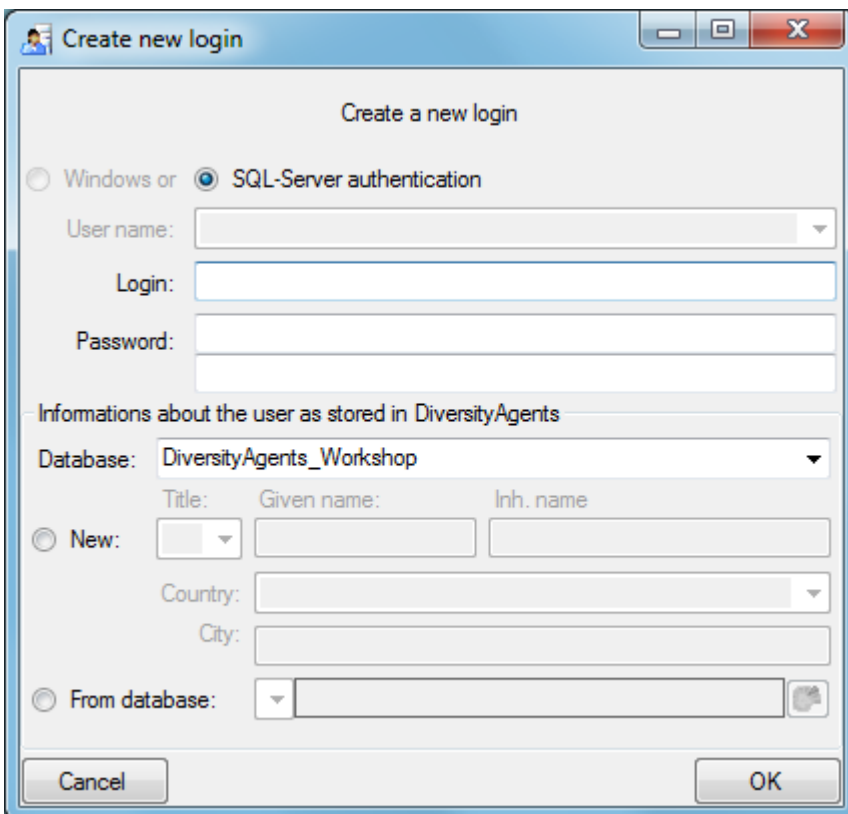 Create new login
Create a new login
Windows or SQL-Server authentication
User name:
Login:
Password:
Informations about the user as stored in DiversityAgents
Database: DiversityAgents_Workshop
Title: Given name: Inh. name
New:
Country:
City:
From database:
Cancel OK